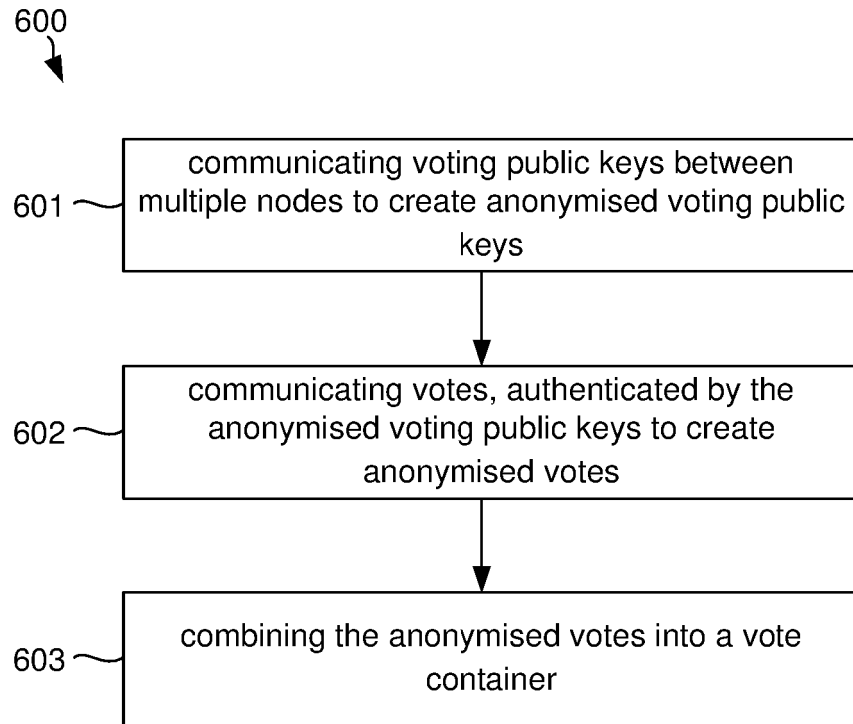 600
601
communicating voting public keys between
multiple nodes to create anonymised voting public
keys
602
communicating votes, authenticated by the
anonymised voting public keys to create
anonymised votes
603
combining the anonymised votes into a vote
container